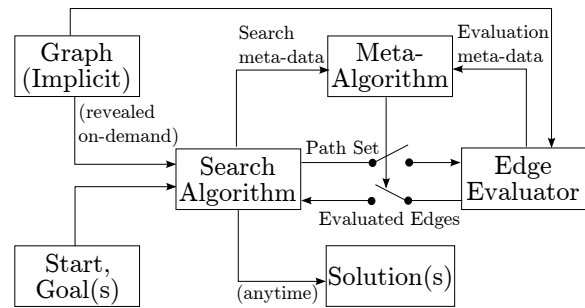 Graph
(Implicit)
Search
meta-data
Meta-
Algorithm
Evaluation
meta-data
(revealed
on-demand)
Search
Algorithm
Path Set
Edge
Evaluator
Evaluated Edges
Start,
Goal(s)
(anytime)
Solution(s)